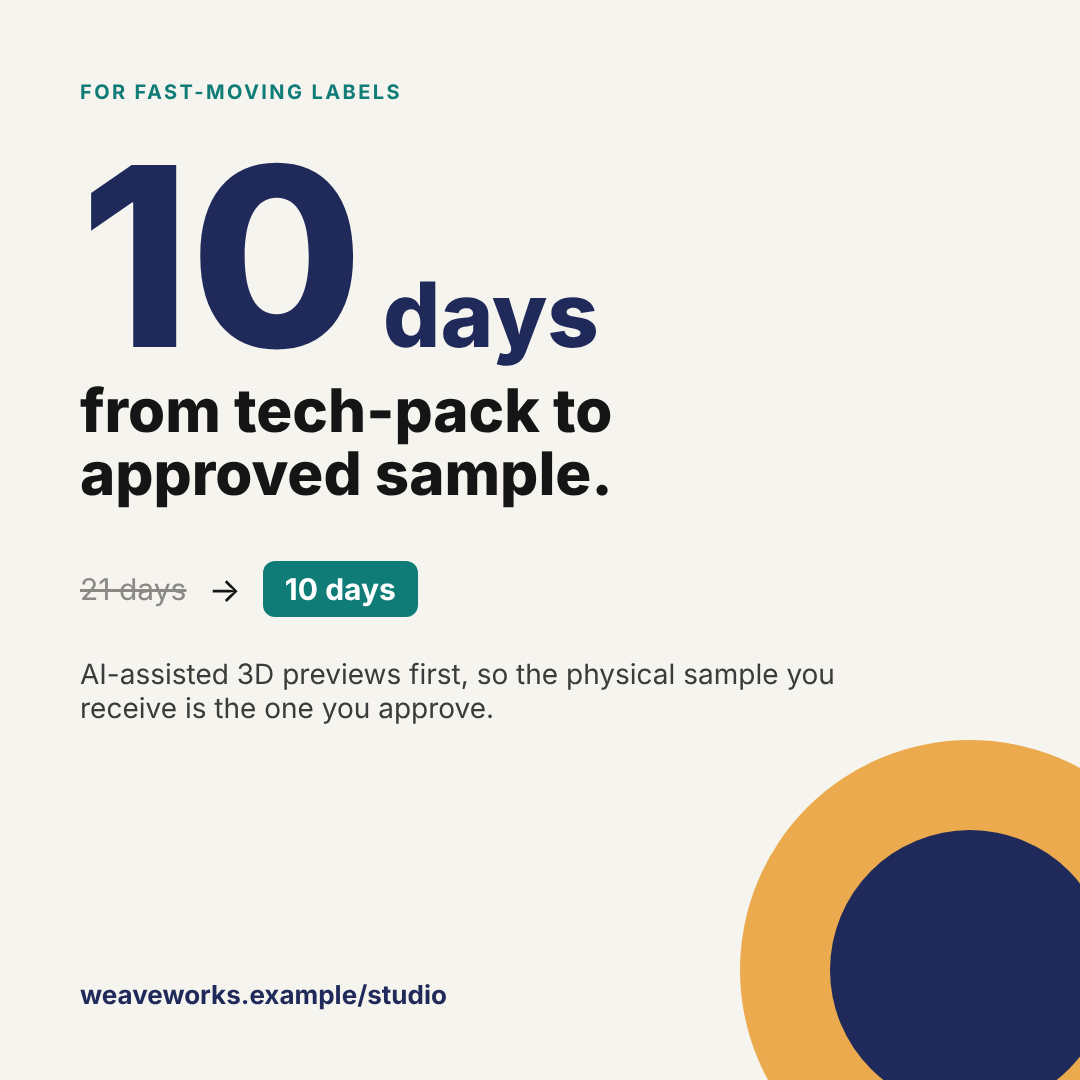 FOR FAST-MOVING LABELS
10 days
from tech-pack to
approved sample.
21 days → 10 days
AI-assisted 3D previews first, so the physical sample you
receive is the one you approve.
weaveworks.example/studio